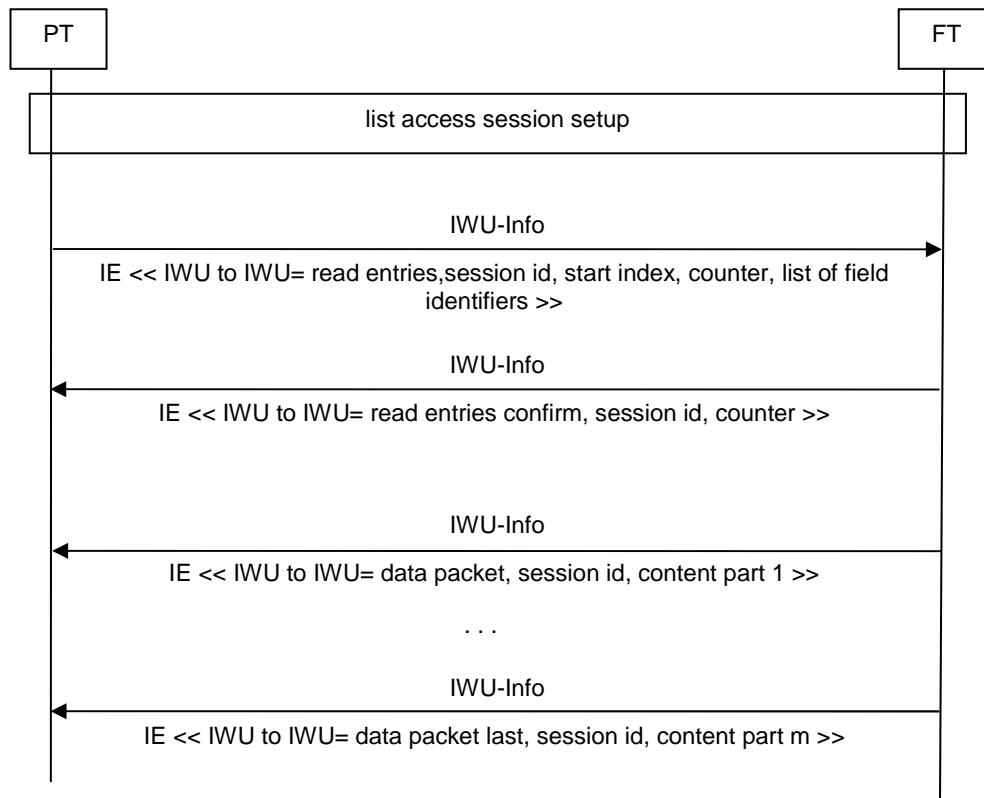 PT
FT
list access session setup
IWU-Info
IE << IWU to IWU= read entries,session id, start index, counter, list of field
identifiers >>
IWU-Info
IE << IWU to IWU= read entries confirm, session id, counter >>
IWU-Info
IE << IWU to IWU= data packet, session id, content part 1 >>
. . .
IWU-Info
IE << IWU to IWU= data packet last, session id, content part m >>